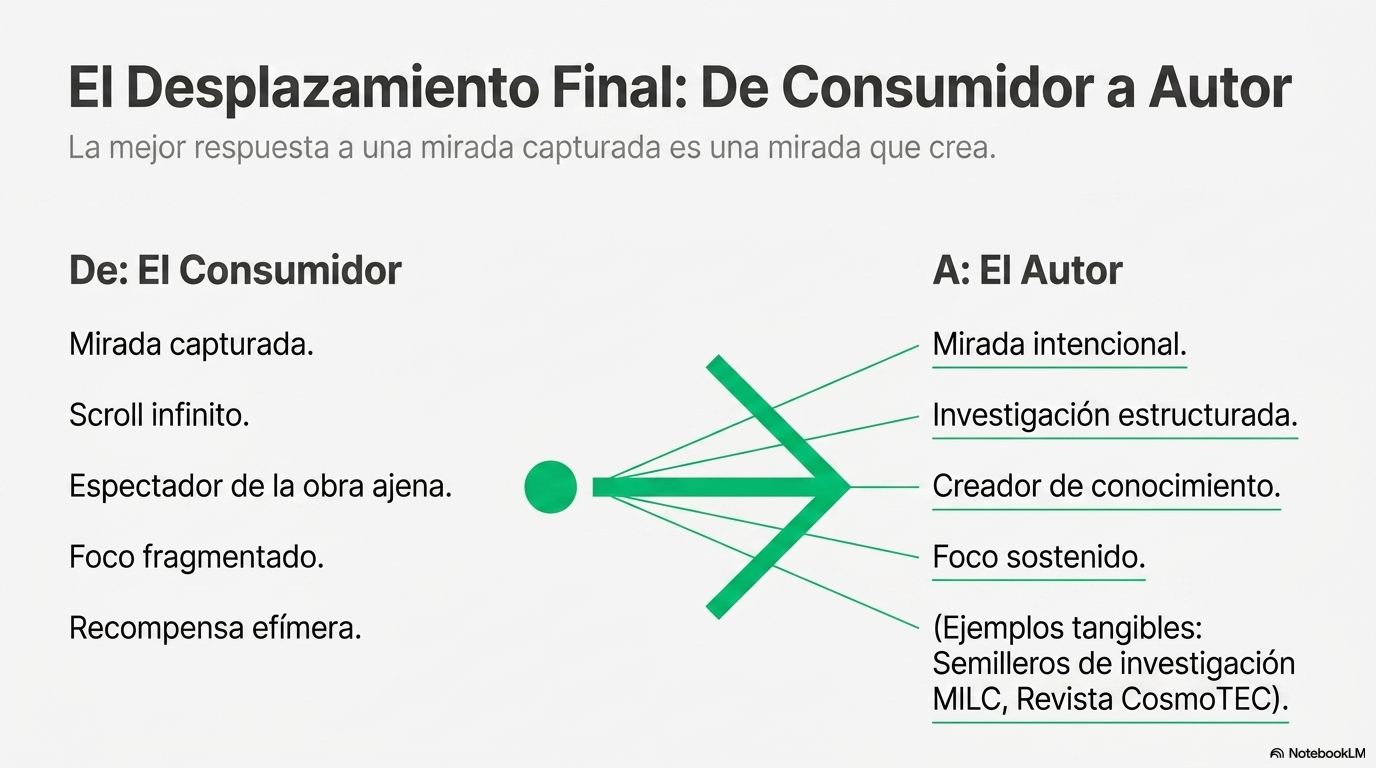 El Desplazamiento Final: De Consumidor a Autor
La mejor respuesta a una mirada capturada es una mirada que crea.
De: El Consumidor
Mirada capturada.
Scroll infinito.
Espectador de la obra ajena.
Foco fragmentado.
Recompensa efímera.
A: El Autor
Mirada intencional.
Investigación estructurada.
Creador de conocimiento.
Foco sostenido.
(Ejemplos tangibles:
Semilleros de investigación
MILC, Revista CosmoTEC).
NotebookLM